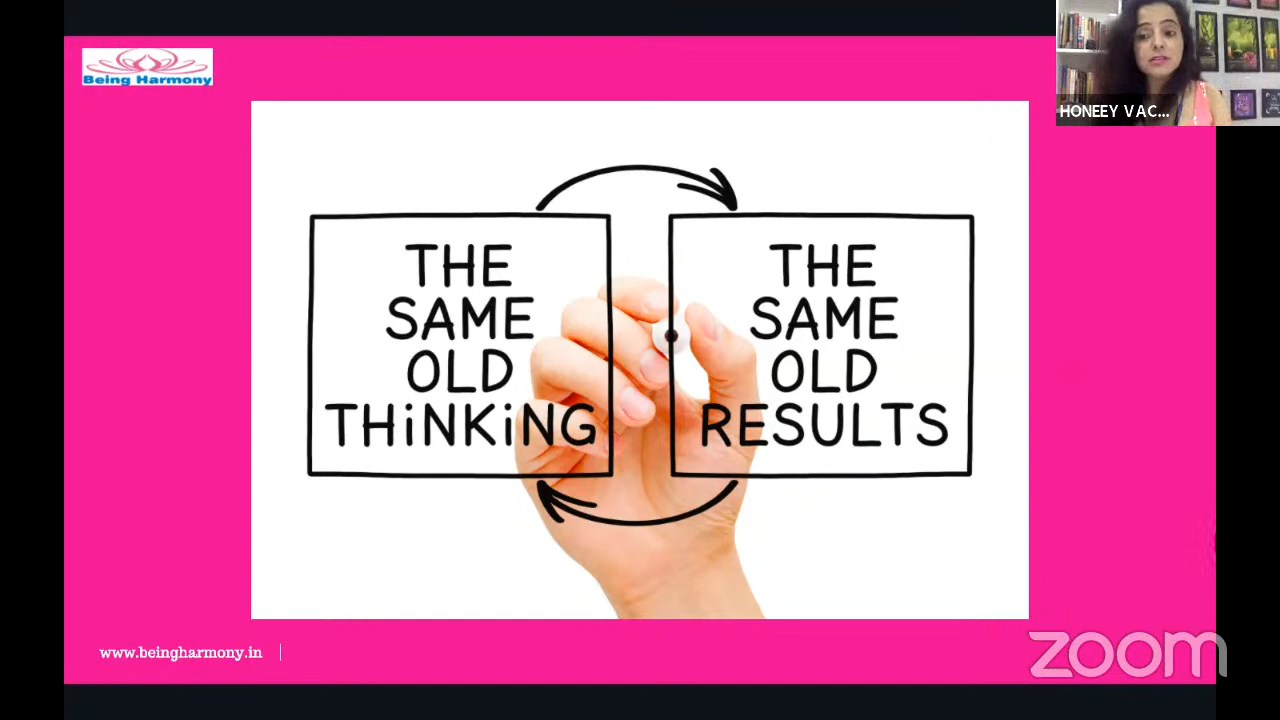 Being Harmony
HONEEY VAC...
THE
SAME
OLD
THiNKiNG
THE
SAME
OLD
RESULTS
www.beingharmony.in
zoom